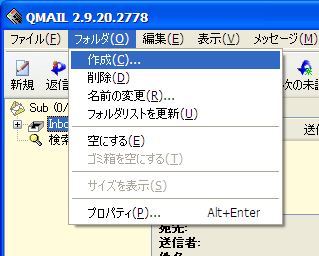 QMAIL 2.9.20.2778
ファイル(F) フォルダ(O) 編集(E) 表示(V) メッセージ(M)
新規 返信 次の未読
Sub (0/
Inbo
検索
作成(C)...
削除(D)
名前の変更(R)...
フォルダリストを更新(U)
空にする(E)
ゴミ箱を空にする(T)
サイズを表示(S)
プロパティ(P)... Alt+Enter
送信
宛先:
送信者: